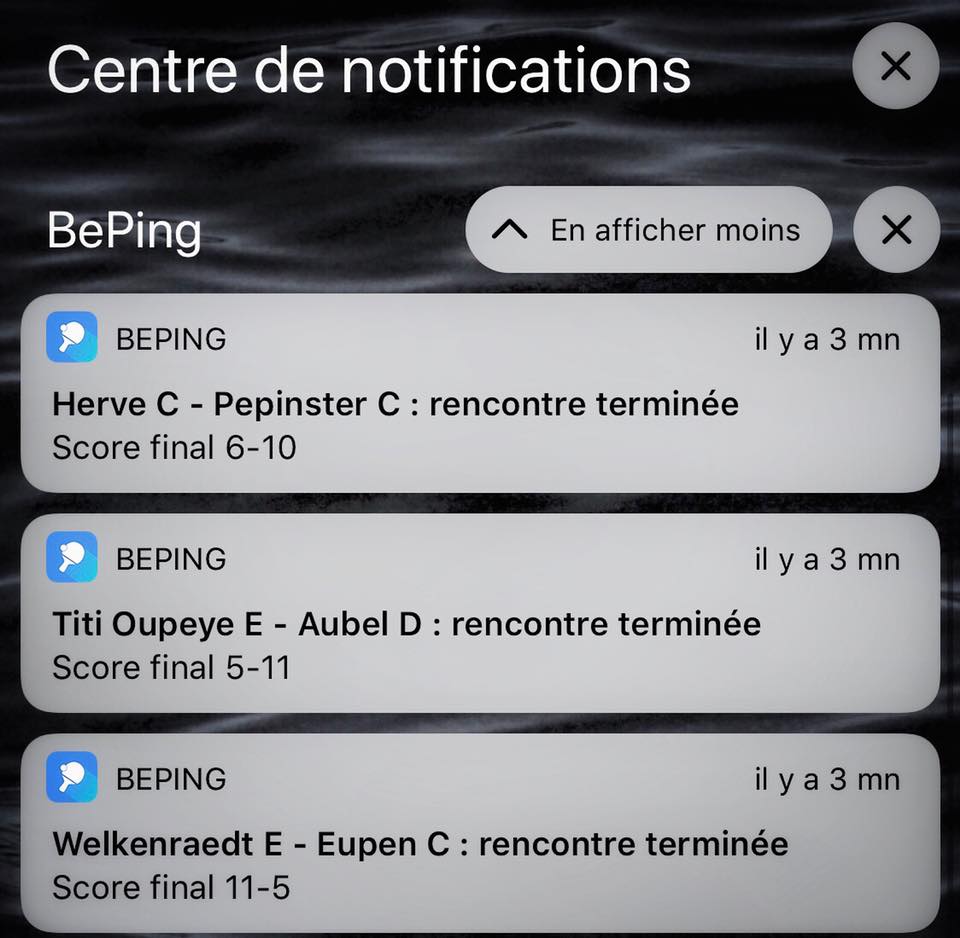 Centre de notifications
BePing
En afficher moins
BEPING
il y a 3 mn
Herve C - Pepinster C : rencontre terminée
Score final 6-10
BEPING
il y a 3 mn
Titi Oupeye E - Aubel D : rencontre terminée
Score final 5-11
BEPING
il y a 3 mn
Welkenraedt E - Eupen C : rencontre terminée
Score final 11-5